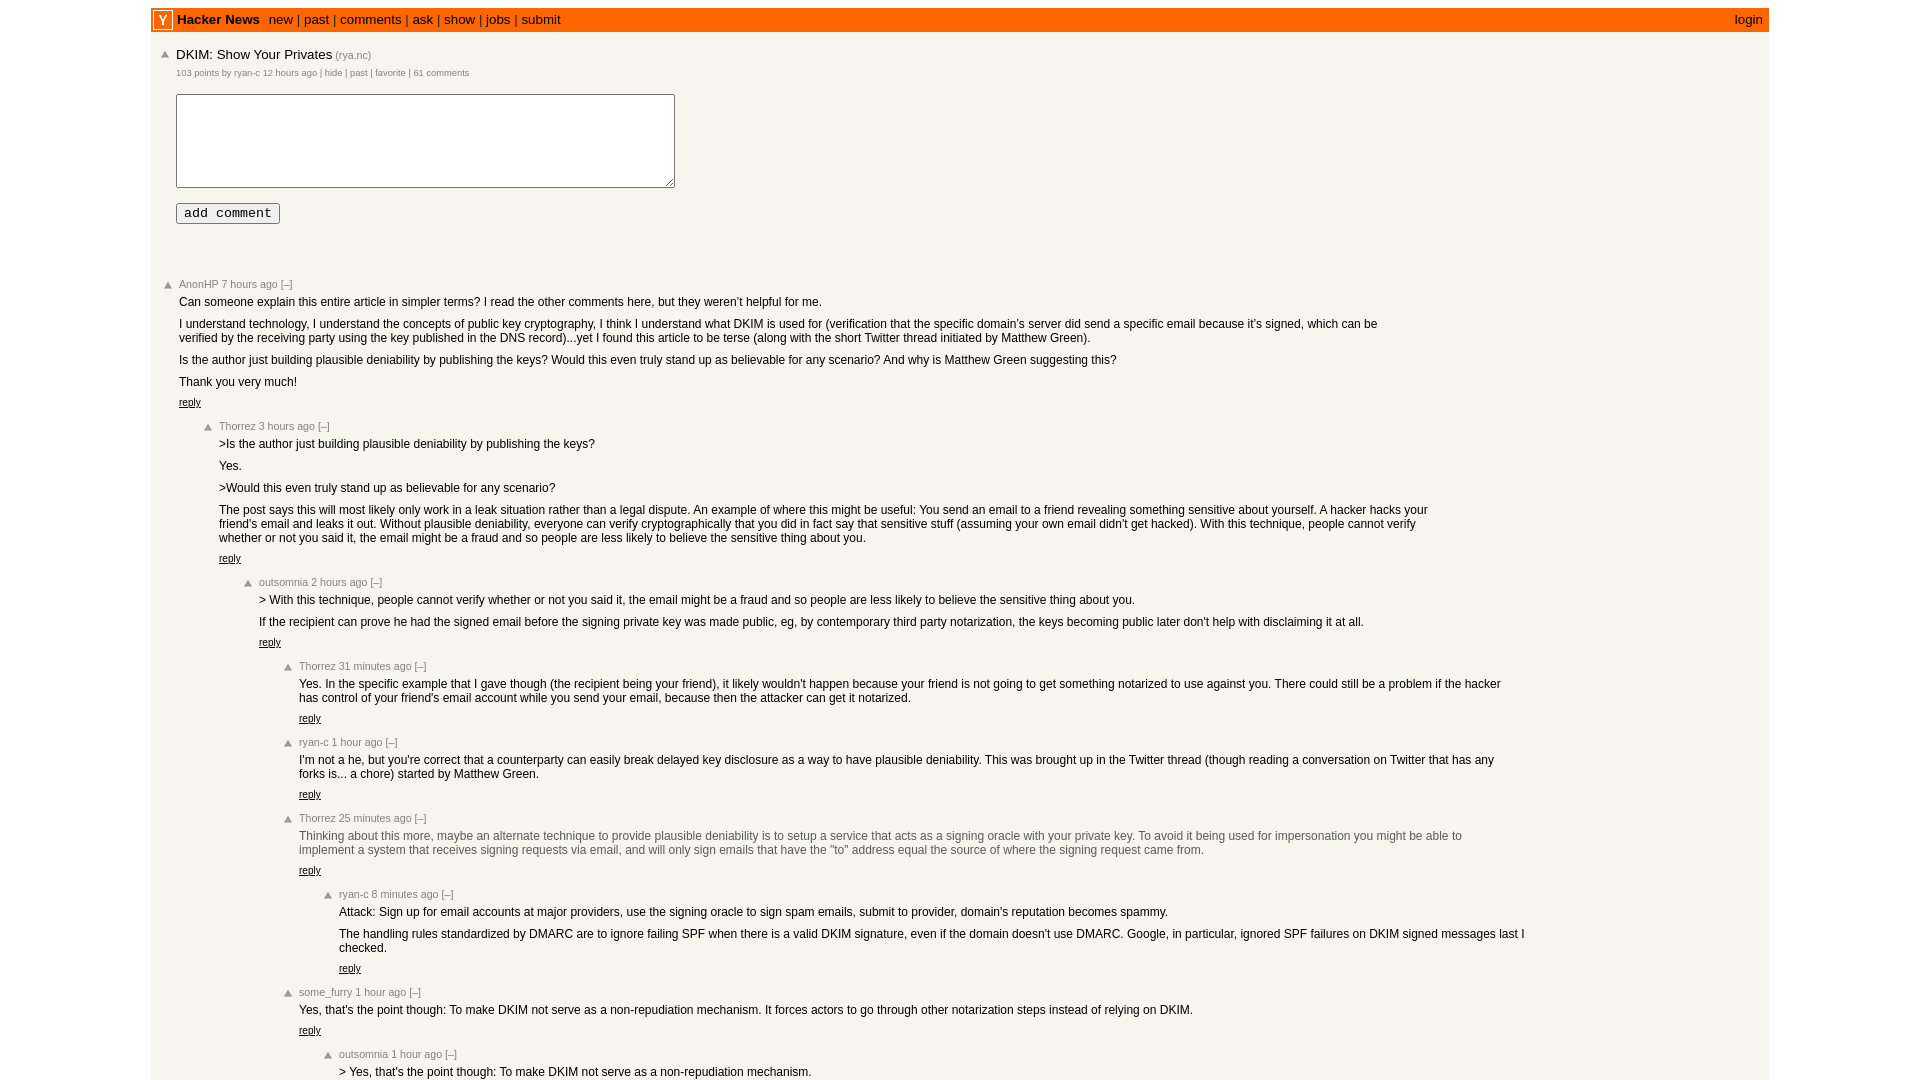 Y Hacker News new | past | comments | ask | show | jobs | submit login
DKIM: Show Your Privates (rya.nc)
103 points by ryan-c 12 hours ago | hide | past | favorite | 61 comments
add comment
AnonHP 7 hours ago [–]
Can someone explain this entire article in simpler terms? I read the other comments here, but they weren’t helpful for me.
I understand technology, I understand the concepts of public key cryptography, I think I understand what DKIM is used for (verification that the specific domain’s server did send a specific email because it’s signed, which can be
verified by the receiving party using the key published in the DNS record)...yet I found this article to be terse (along with the short Twitter thread initiated by Matthew Green).
Is the author just building plausible deniability by publishing the keys? Would this even truly stand up as believable for any scenario? And why is Matthew Green suggesting this?
Thank you very much!
reply
Thorrez 3 hours ago [–]
>Is the author just building plausible deniability by publishing the keys?
Yes.
>Would this even truly stand up as believable for any scenario?
The post says this will most likely only work in a leak situation rather than a legal dispute. An example of where this might be useful: You send an email to a friend revealing something sensitive about yourself. A hacker hacks your
friend's email and leaks it out. Without plausible deniability, everyone can verify cryptographically that you did in fact say that sensitive stuff (assuming your own email didn't get hacked). With this technique, people cannot verify
whether or not you said it, the email might be a fraud and so people are less likely to believe the sensitive thing about you.
reply
outsomnia 2 hours ago [–]
> With this technique, people cannot verify whether or not you said it, the email might be a fraud and so people are less likely to believe the sensitive thing about you.
If the recipient can prove he had the signed email before the signing private key was made public, eg, by contemporary third party notarization, the keys becoming public later don't help with disclaiming it at all.
reply
Thorrez 31 minutes ago [–]
Yes. In the specific example that I gave though (the recipient being your friend), it likely wouldn't happen because your friend is not going to get something notarized to use against you. There could still be a problem if the hacker
has control of your friend's email account while you send your email, because then the attacker can get it notarized.
reply
ryan-c 1 hour ago [–]
I'm not a he, but you're correct that a counterparty can easily break delayed key disclosure as a way to have plausible deniability. This was brought up in the Twitter thread (though reading a conversation on Twitter that has any
forks is... a chore) started by Matthew Green.
reply
Thorrez 25 minutes ago [–]
Thinking about this more, maybe an alternate technique to provide plausible deniability is to setup a service that acts as a signing oracle with your private key. To avoid it being used for impersonation you might be able to
implement a system that receives signing requests via email, and will only sign emails that have the "to" address equal the source of where the signing request came from.
reply
ryan-c 8 minutes ago [–]
Attack: Sign up for email accounts at major providers, use the signing oracle to sign spam emails, submit to provider, domain's reputation becomes spammy.
The handling rules standardized by DMARC are to ignore failing SPF when there is a valid DKIM signature, even if the domain doesn't use DMARC. Google, in particular, ignored SPF failures on DKIM signed messages last I
checked.
reply
some_furry 1 hour ago [–]
Yes, that's the point though: To make DKIM not serve as a non-repudiation mechanism. It forces actors to go through other notarization steps instead of relying on DKIM.
reply
outsomnia 1 hour ago [–]
> Yes, that's the point though: To make DKIM not serve as a non-repudiation mechanism.